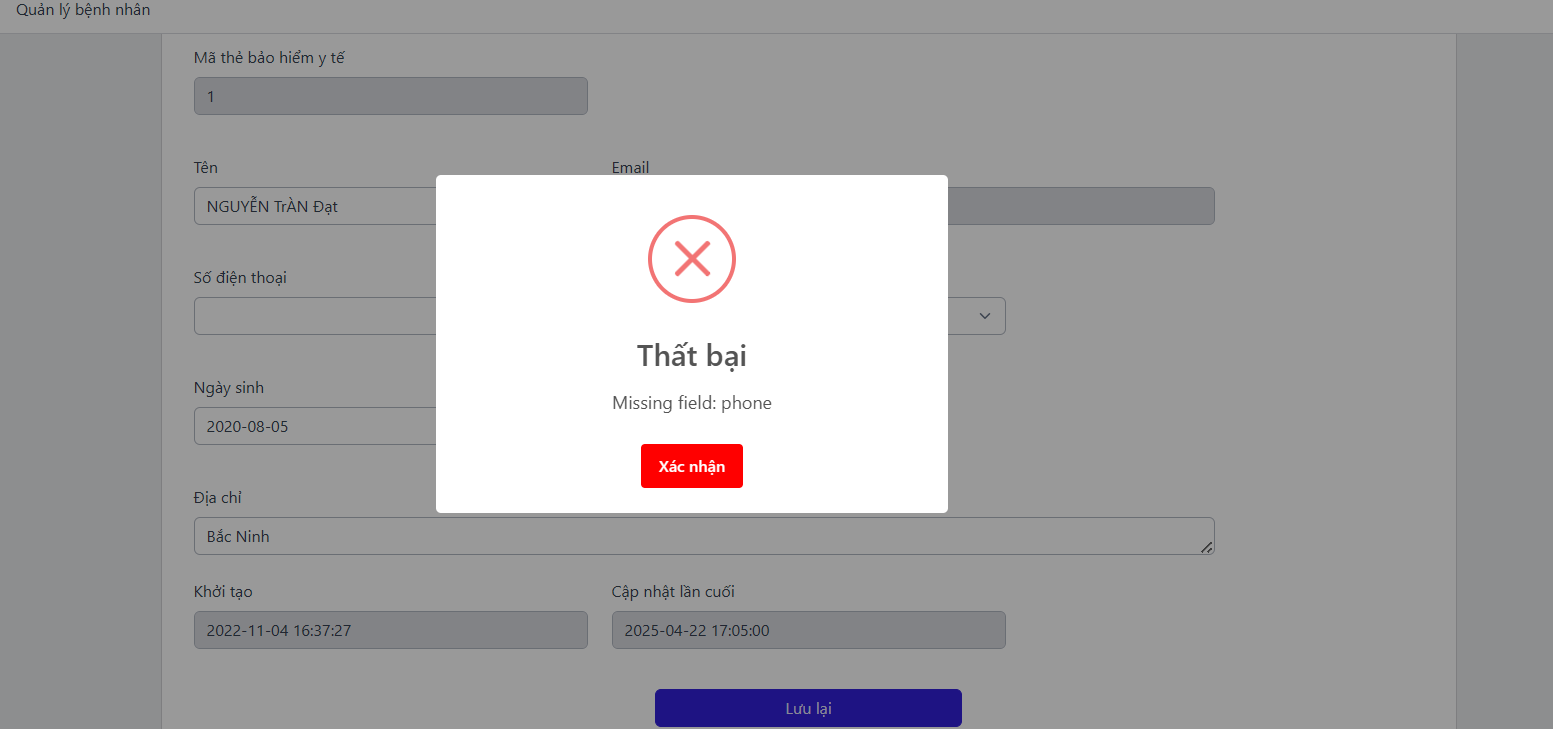 Quản lý bệnh nhân
Mã thẻ bảo hiểm y tế
1
Tên
Email
NGUYỄN TrÀN Đạt
Số điện thoại
Thất bại
Missing field: phone
Xác nhận
Ngày sinh
2020-08-05
Địa chỉ
Bắc Ninh
Khởi tạo
Cập nhật lần cuối
2022-11-04 16:37:27
2025-04-22 17:05:00
Lưu lại